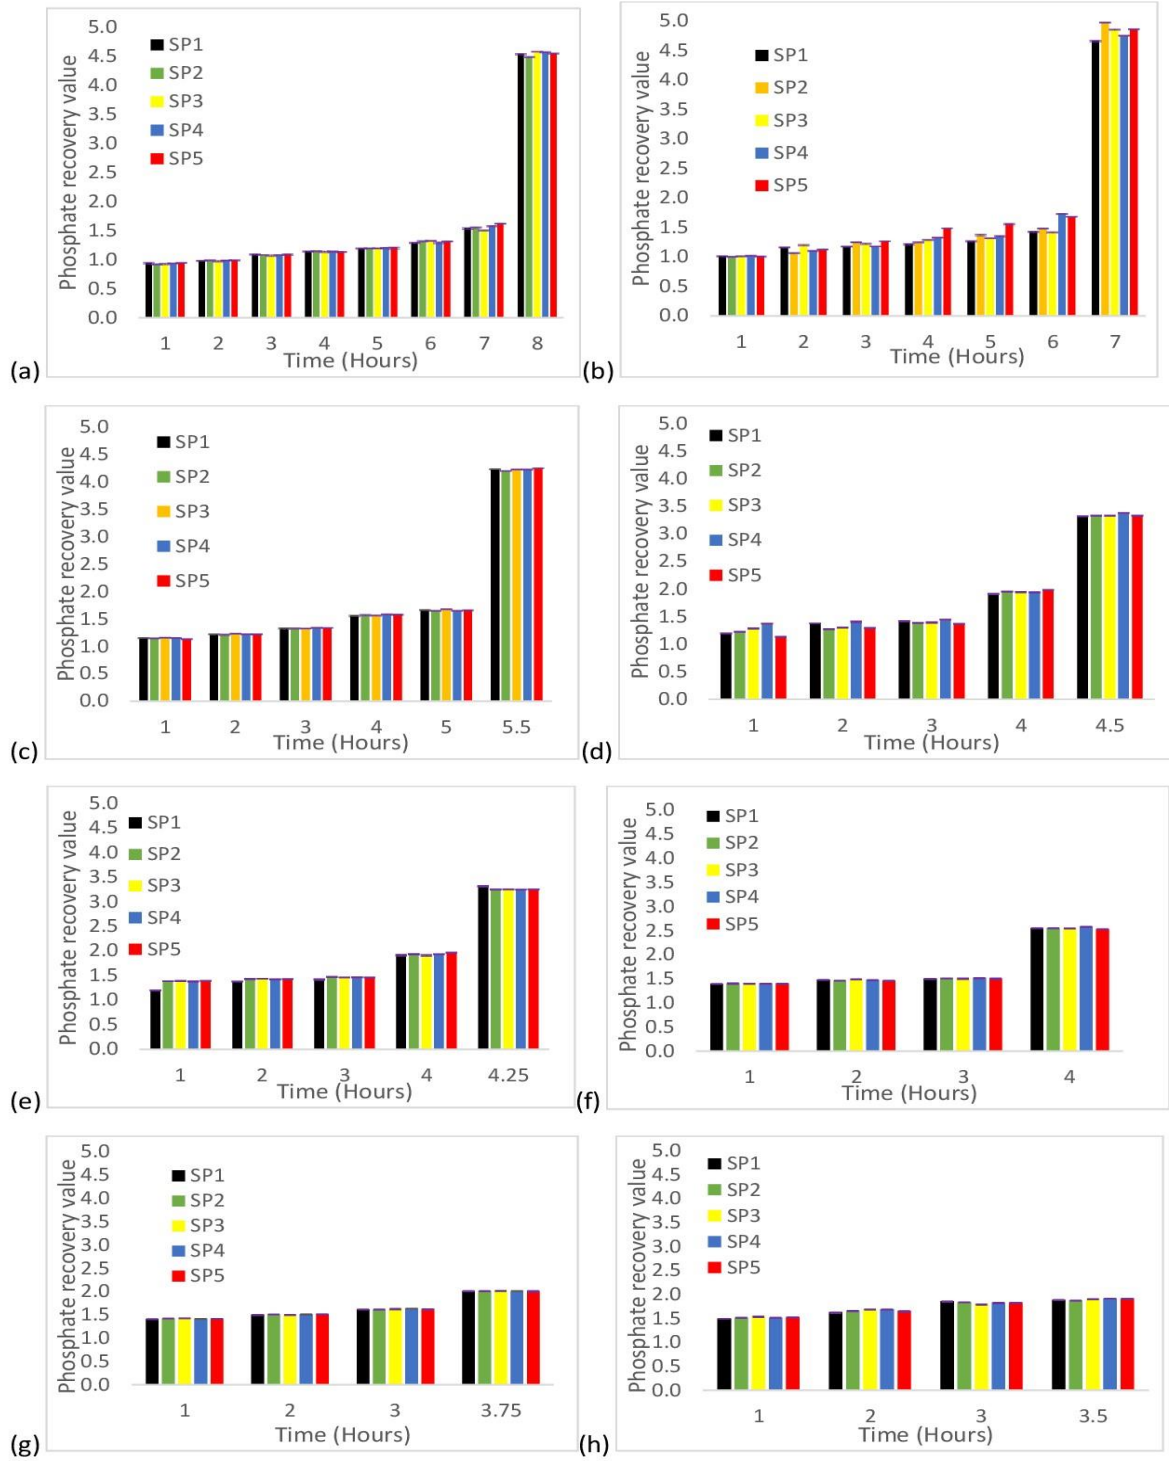 Phosphate recovery value
5.0
4.5
4.0
3.5
3.0
2.5
2.0
1.5
1.0
0.5
0.0
SP1
SP2
SP3
SP4
SP5
1 2 3 4 5 6 7 8
Time (Hours)
(a)
Phosphate recovery value
5.0
4.5
4.0
3.5
3.0
2.5
2.0
1.5
1.0
0.5
0.0
SP1
SP2
SP3
SP4
SP5
1 2 3 4 5 6 7
Time (Hours)
(b)
Phosphate recovery value
5.0
4.5
4.0
3.5
3.0
2.5
2.0
1.5
1.0
0.5
0.0
SP1
SP2
SP3
SP4
SP5
1 2 3 4 5 5.5
Time (Hours)
(c)
Phosphate recovery value
5.0
4.5
4.0
3.5
3.0
2.5
2.0
1.5
1.0
0.5
0.0
SP1
SP2
SP3
SP4
SP5
1 2 3 4 4.5
Time (Hours)
(d)
Phosphate recovery value
5.0
4.5
4.0
3.5
3.0
2.5
2.0
1.5
1.0
0.5
0.0
SP1
SP2
SP3
SP4
SP5
1 2 3 4 4.25
Time (Hours)
(e)
Phosphate recovery value
5.0
4.5
4.0
3.5
3.0
2.5
2.0
1.5
1.0
0.5
0.0
SP1
SP2
SP3
SP4
SP5
1 2 3 4
Time (Hours)
(f)
Phosphate recovery value
5.0
4.5
4.0
3.5
3.0
2.5
2.0
1.5
1.0
0.5
0.0
SP1
SP2
SP3
SP4
SP5
1 2 3 3.75
Time (Hours)
(g)
Phosphate recovery value
5.0
4.5
4.0
3.5
3.0
2.5
2.0
1.5
1.0
0.5
0.0
SP1
SP2
SP3
SP4
SP5
1 2 3 3.5
Time (Hours)
(h)